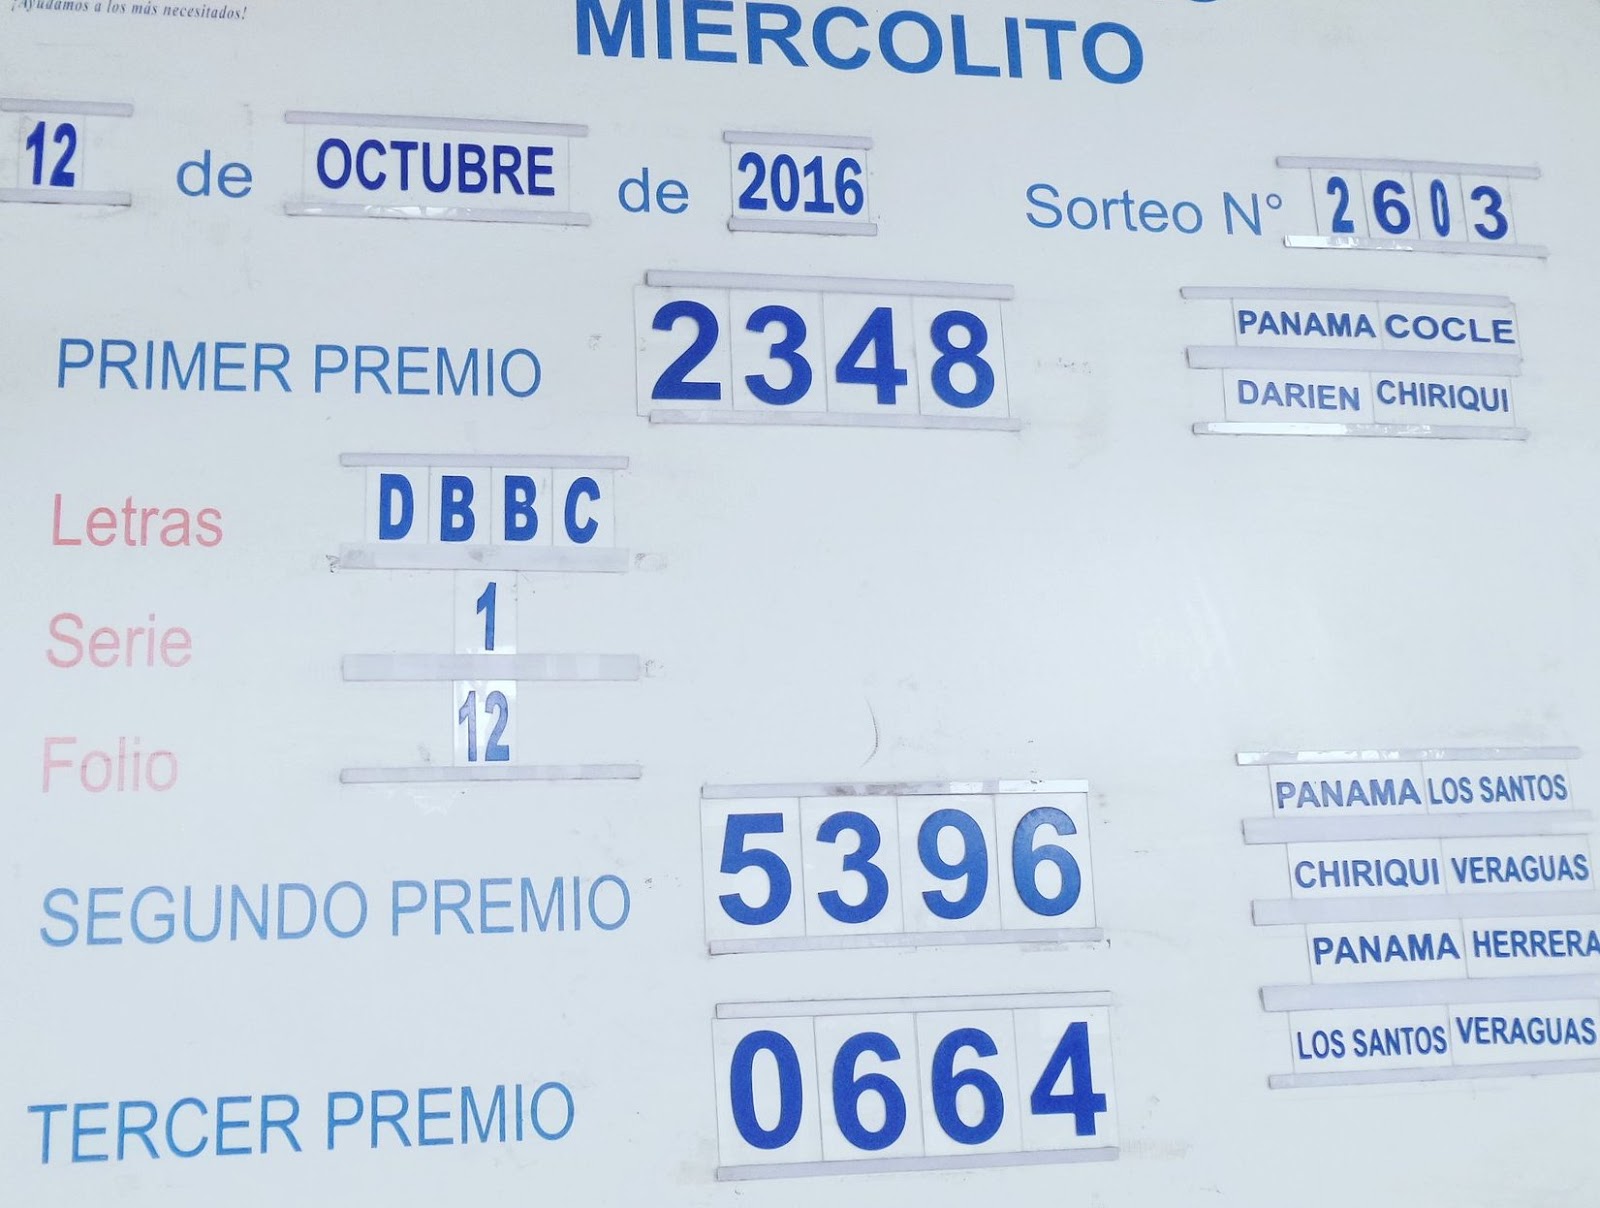 ¡Ayudamos a los más necesitados!
MIERCOLITO
12 de OCTUBRE de 2016 Sorteo N° 2603
PRIMER PREMIO 2348
PANAMA COCLE
DARIEN CHIRIQUI
Letras DBBC
Serie 1
Folio 12
SEGUNDO PREMIO 5396
PANAMA LOS SANTOS
CHIRIQUI VERAGUAS
TERCER PREMIO 0664
PANAMA HERRERA
LOS SANTOS VERAGUAS